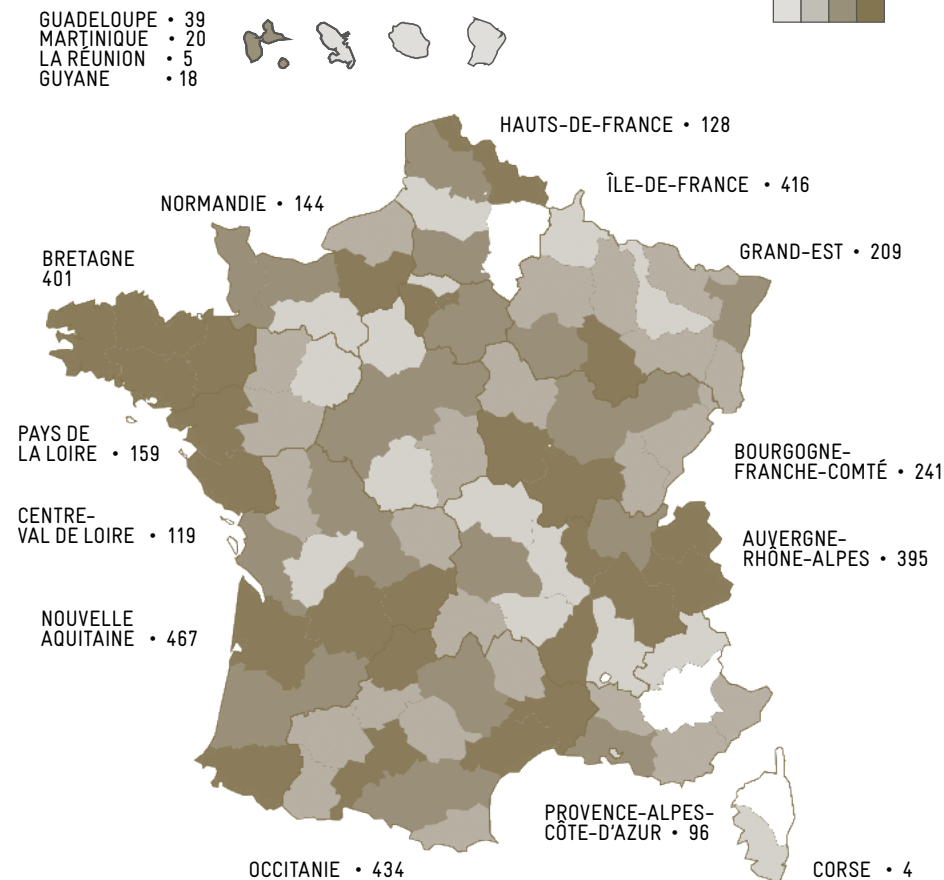 GUADELOUPE • 39
MARTINIQUE • 20
LA RÉUNION • 5
GUYANE • 18
HAUTS-DE-FRANCE • 128
ÎLE-DE-FRANCE • 416
NORMANDIE • 144
GRAND-EST • 209
BRETAGNE
401
PAYS DE
LA LOIRE • 159
BOURGOGNE-
FRANCHE-COMTÉ • 241
CENTRE-
VAL DE LOIRE • 119
AUVERGNE-
RHÔNE-ALPES • 395
NOUVELLE
AQUITAINE • 467
PROVENCE-ALPES-
CÔTE-D'AZUR • 96
OCCITANIE • 434
CORSE • 4